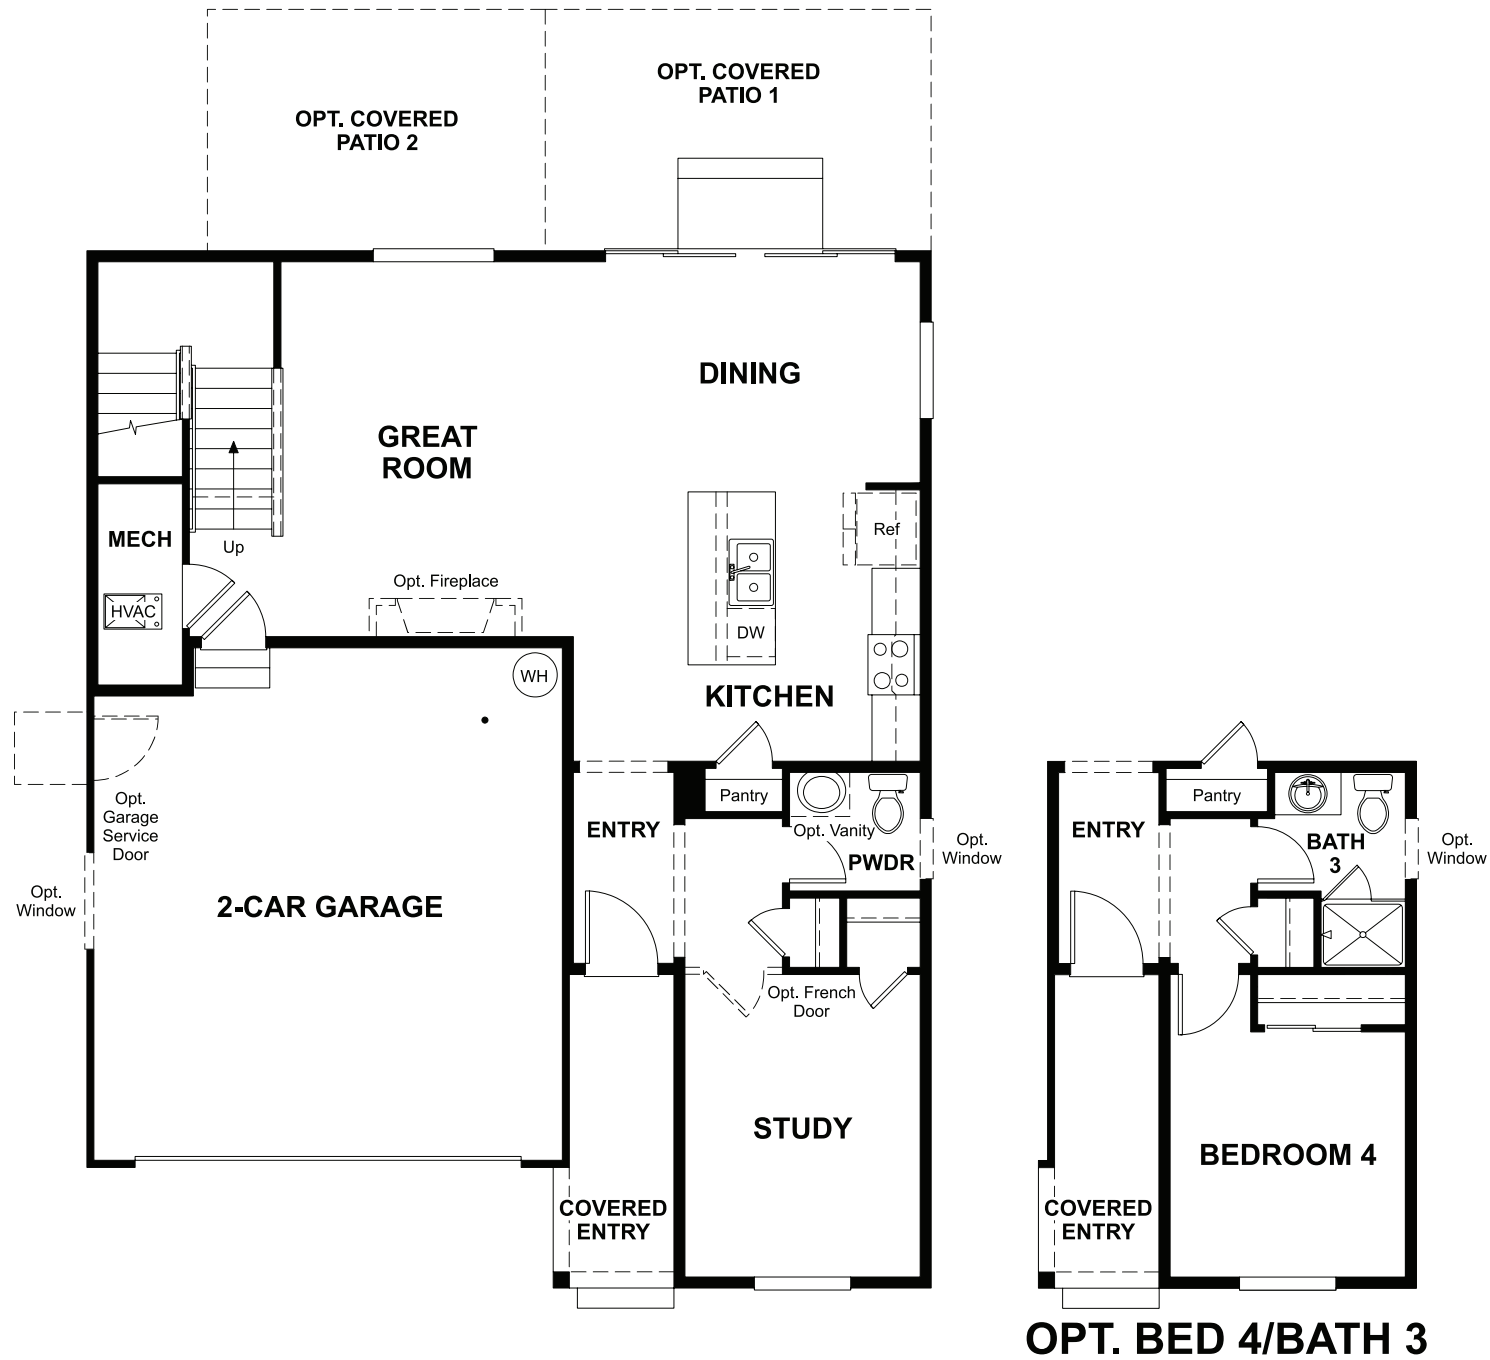 OPT. COVERED
PATIO 1
OPT. COVERED
PATIO 2
DINING
GREAT
ROOM
Ref
MECH
Up
Opt. Fireplace
HVAC
DW
WH
KITCHEN
Opt.
Garage
Service
Door
Pantry
ENTRY
Opt. Vanity
PWDR
Opt.
Window
Opt.
Window
2-CAR GARAGE
Opt. French
Door
STUDY
COVERED
ENTRY
Pantry
ENTRY
BATH
3
Opt.
Window
BEDROOM 4
COVERED
ENTRY
OPT. BED 4/BATH 3